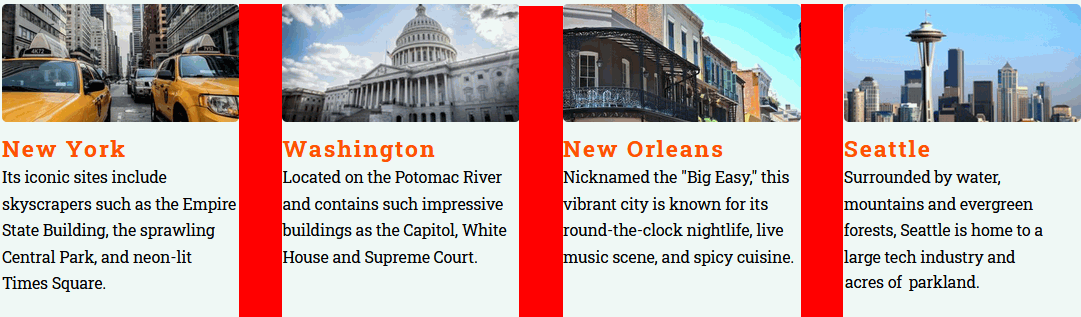 4K72
New York
Its iconic sites include
skyscrapers such as the Empire
State Building, the sprawling
Central Park, and neon-lit
Times Square.
Washington
Located on the Potomac River
and contains such impressive
buildings as the Capitol, White
House and Supreme Court.
New Orleans
Nicknamed the "Big Easy," this
vibrant city is known for its
round-the-clock nightlife, live
music scene, and spicy cuisine.
Seattle
Surrounded by water,
mountains and evergreen
forests, Seattle is home to a
large tech industry and
acres of parkland.